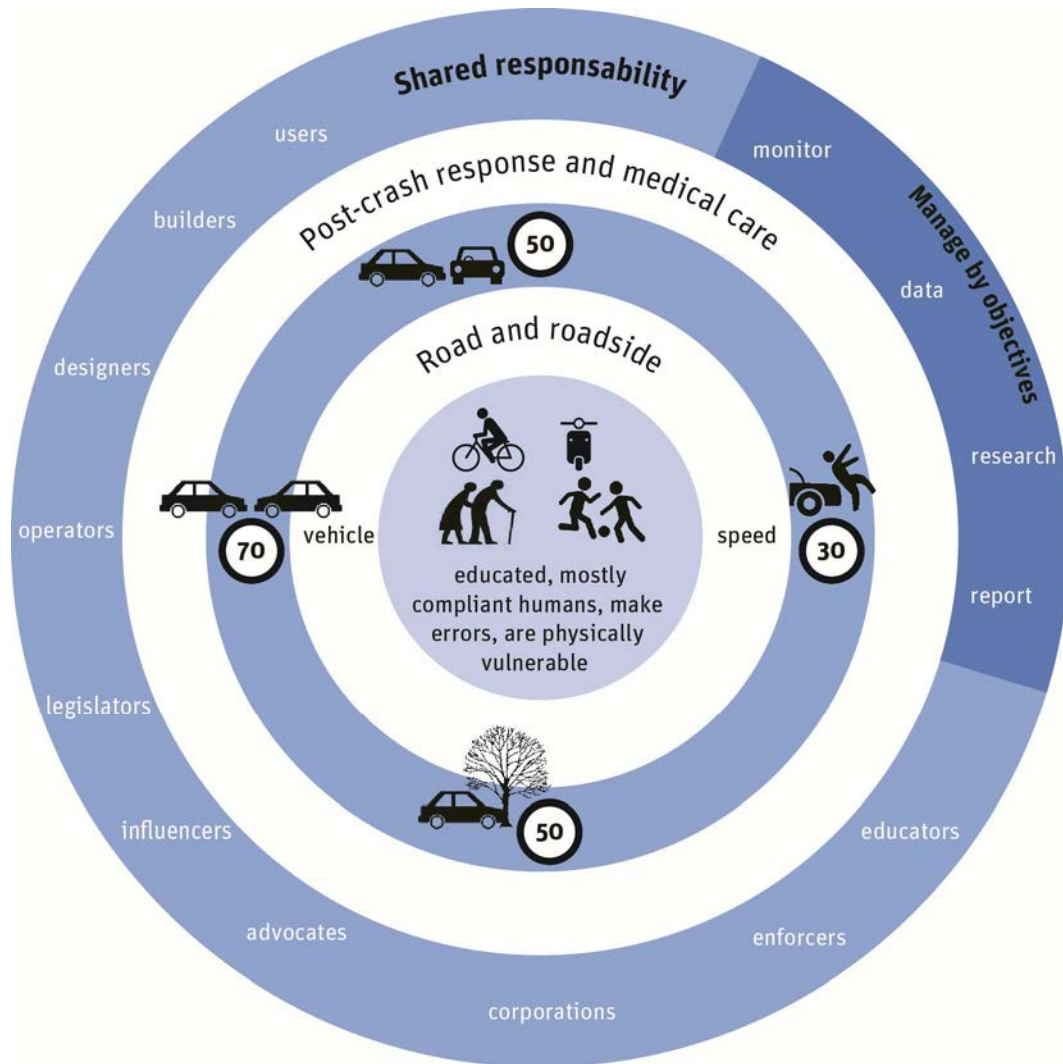 Shared responsability
users
monitor
Post-crash response and medical care
Manage by objectives
builders
50
data
Road and roadside
designers
research
operators
70
vehicle
speed
30
educated, mostly
compliant humans, make
errors, are physically
vulnerable
report
legislators
influencers
50
educators
advocates
enforcers
corporations